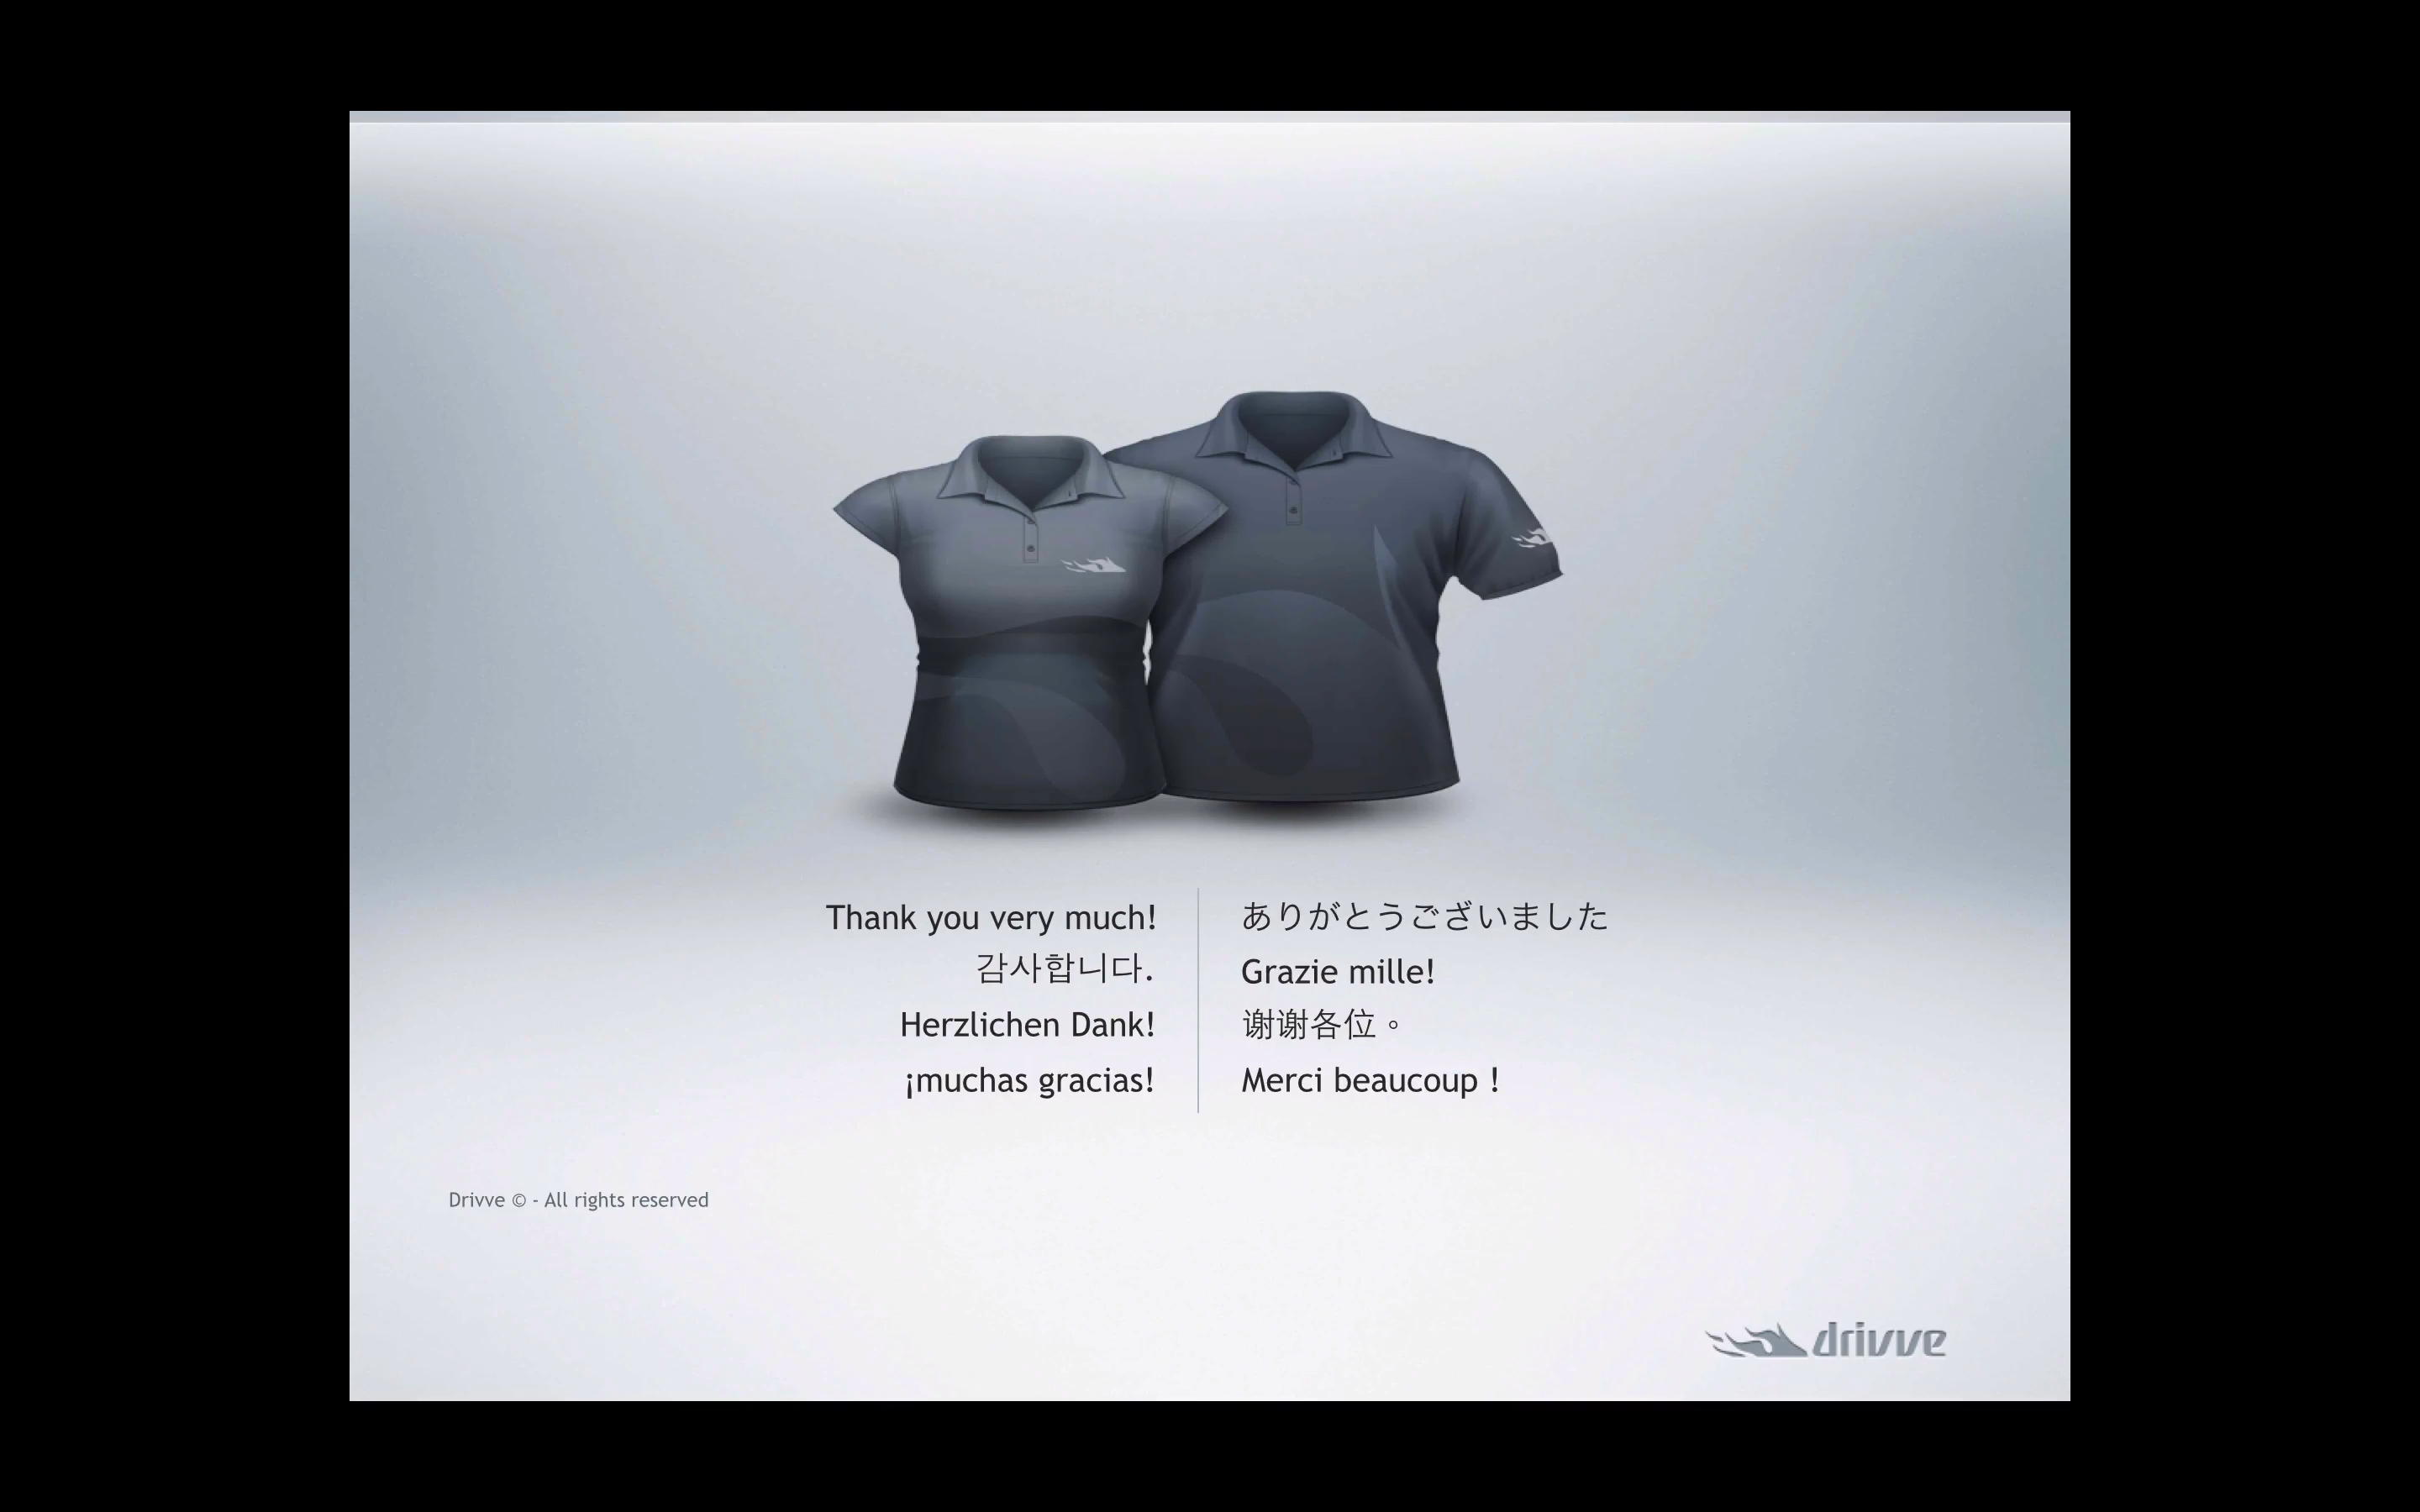 Thank you very much!
감사합니다.
Herzlichen Dank!
¡muchas gracias!
ありがとうございました
Grazie mille!
谢谢各位。
Merci beaucoup !
Drivve © - All rights reserved
drivve